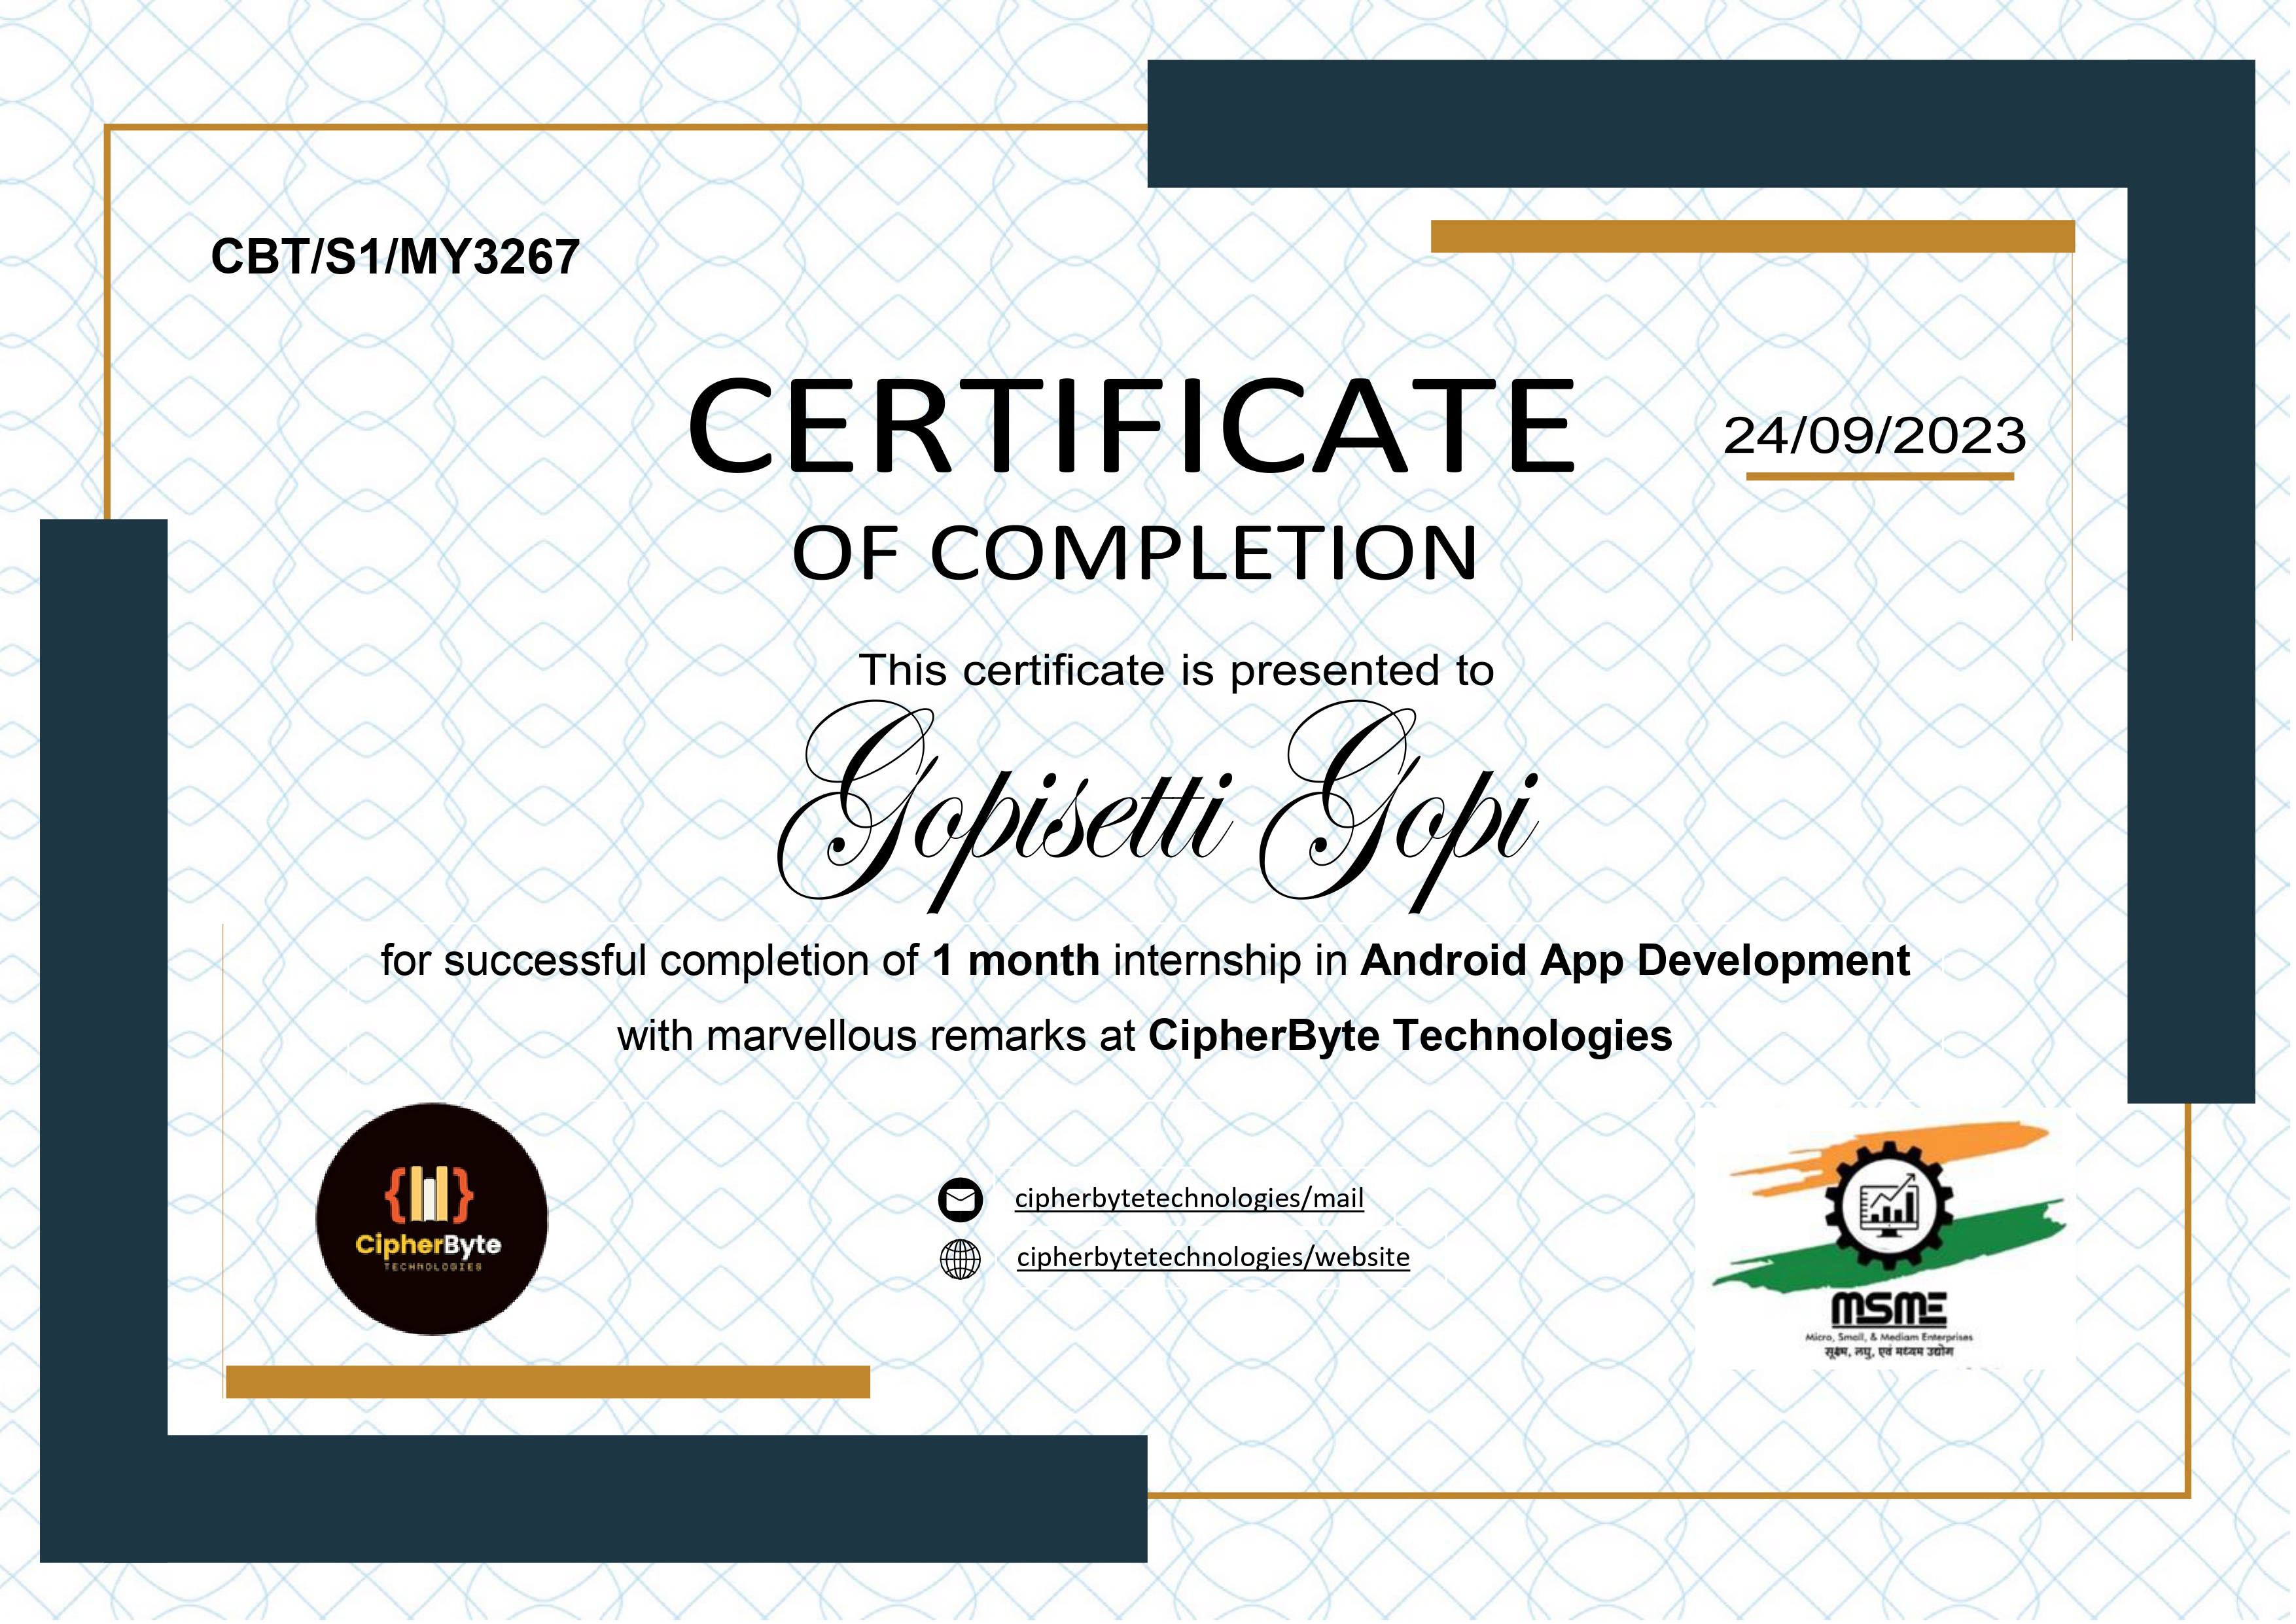 CBT/S1/MY3267
CERTIFICATE
24/09/2023
OF COMPLETION
This certificate is presented to
Gopisetti Gopi
for successful completion of 1 month internship in Android App Development
with marvellous remarks at CipherByte Technologies
CipherByte
TECHNOLOGIES
cipherbytetechnologies/mail
cipherbytetechnologies/website
MSME
Micro, Small, & Mediam Enterprises
सूक्ष्म, लघु, एवं मध्यम उद्योग